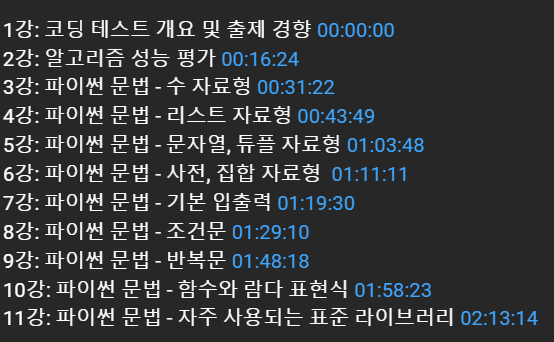 1강: 코딩 테스트 개요 및 출제 경향 00:00:00
2강: 알고리즘 성능 평가 00:16:24
3강: 파이썬 문법 - 수 자료형 00:31:22
4강: 파이썬 문법 - 리스트 자료형 00:43:49
5강: 파이썬 문법 - 문자열, 튜플 자료형 01:03:48
6강: 파이썬 문법 - 사전, 집합 자료형 01:11:11
7강: 파이썬 문법 - 기본 입출력 01:19:30
8강: 파이썬 문법 - 조건문 01:29:10
9강: 파이썬 문법 - 반복문 01:48:18
10강: 파이썬 문법 - 함수와 람다 표현식 01:58:23
11강: 파이썬 문법 - 자주 사용되는 표준 라이브러리 02:13:14